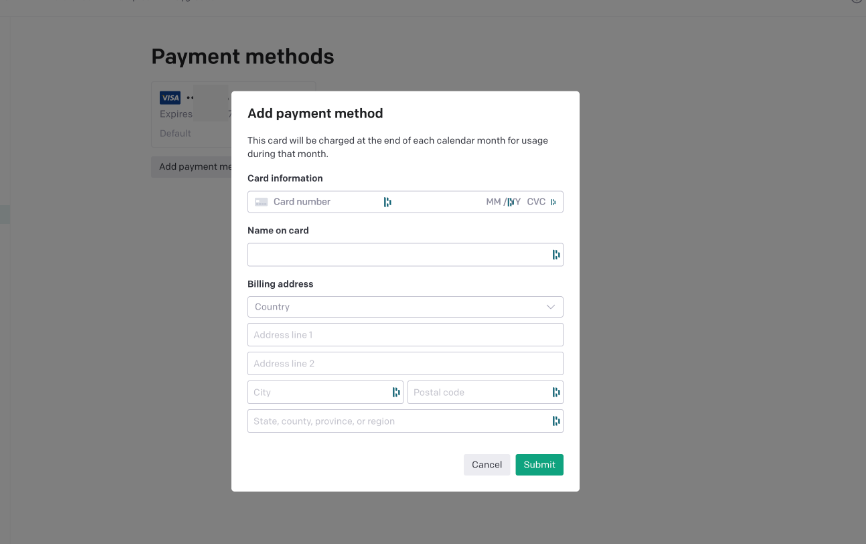 Payment methods
VISA ••
Expires
Default
Add payment me
Add payment method
This card will be charged at the end of each calendar month for usage
during that month.
Card information
Card number MM / YY CVC
Name on card
Billing address
Country
Address line 1
Address line 2
City Postal code
State, county, province, or region
Cancel Submit